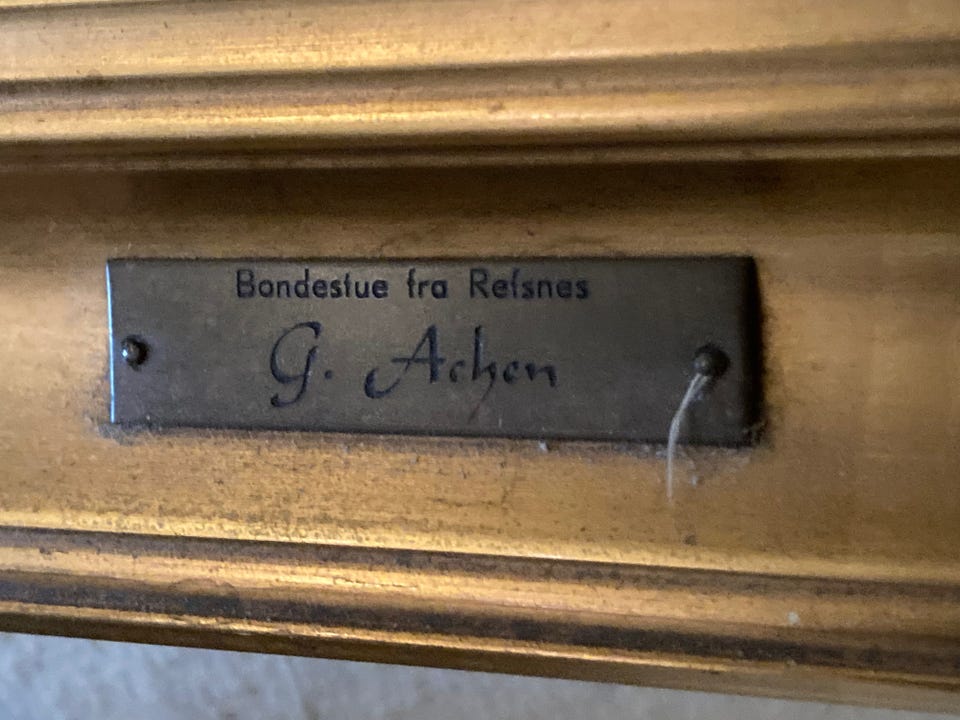 Bondestue fra Refsnes
G. Achen